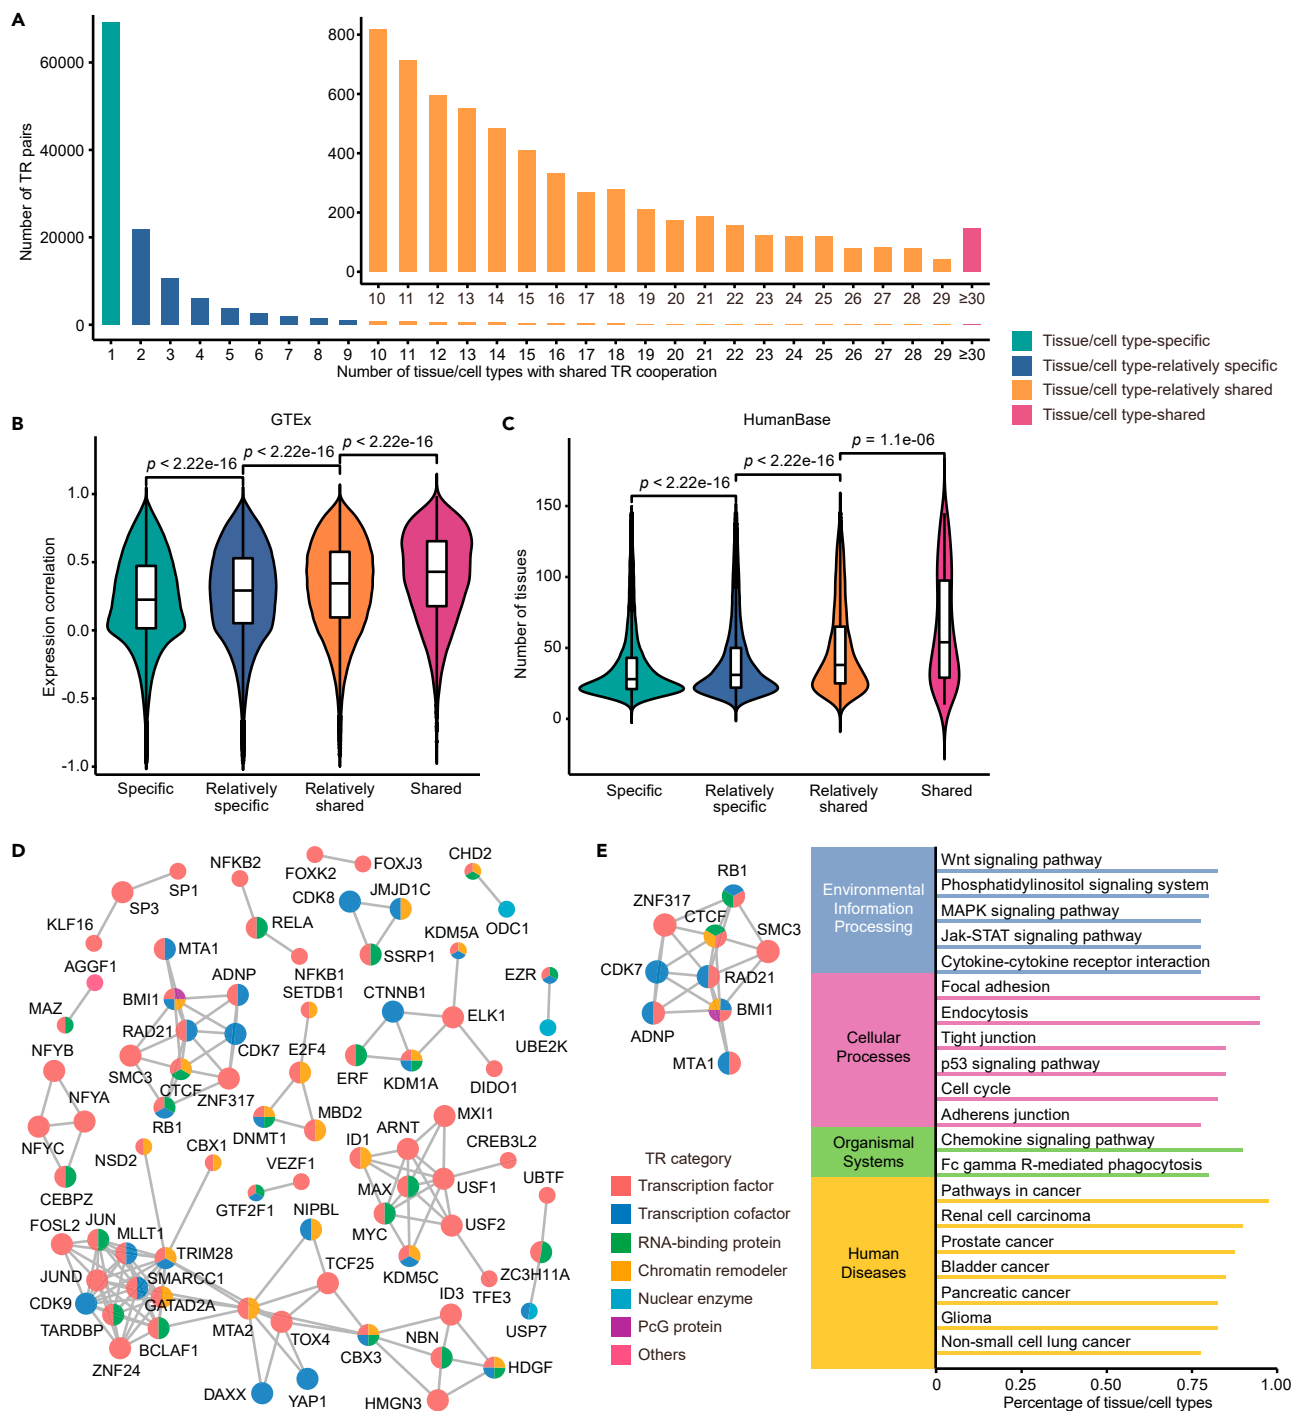 A
Number of TR pairs
60000
40000
20000
0
800
600
400
200
0
10 11 12 13 14 15 16 17 18 19 20 21 22 23 24 25 26 27 28 29 ≥30
1 2 3 4 5 6 7 8 9 10 11 12 13 14 15 16 17 18 19 20 21 22 23 24 25 26 27 28 29 ≥30
Number of tissue/cell types with shared TR cooperation
Tissue/cell type-specific
Tissue/cell type-relatively specific
Tissue/cell type-relatively shared
Tissue/cell type-shared
B
GTEx
p < 2.22e-16
p < 2.22e-16
p < 2.22e-16
Expression correlation
1.0
0.5
0.0
-0.5
-1.0
Specific
Relatively
specific
Relatively
shared
Shared
C
HumanBase
p < 2.22e-16
p < 2.22e-16
p = 1.1e-06
Number of tissues
150
100
50
0
Specific
Relatively
specific
Relatively
shared
Shared
D
SP1
SP3
KLF16
NFKB2
RELA
NFKB1
FOXK2
FOXJ3
CDK8
JMJD1C
SSRP1
CHD2
ODC1
KDM5A
AGGF1
MAZ
MTA1
ADNP
BMI1
RAD21
CDK7
SMC3
CTCF
ZNF317
RB1
SETDB1
E2F4
MBD2
DNMT1
CTNNB1
ELK1
ERF
KDM1A
DIDO1
EZR
UBE2K
NFYB
NFYA
NFYC
CEBPZ
NSD2
CBX1
VEZF1
GTF2F1
ID1
ARNT
MXI1
CREB3L2
MAX
USF1
MYC
USF2
KDM5C
TFE3
UBTF
ZC3H11A
USP7
FOSL2
JUN
MLLT1
TRIM28
JUND
SMARCC1
CDK9
GATAD2A
TARDBP
BCLAF1
ZNF24
NIPBL
TCF25
MTA2
TOX4
CBX3
DAXX
YAP1
ID3
NBN
HDGF
HMGN3
TR category
Transcription factor
Transcription cofactor
RNA-binding protein
Chromatin remodeler
Nuclear enzyme
PcG protein
Others
E
RB1
ZNF317
CTCF
SMC3
CDK7
RAD21
BMI1
ADNP
MTA1
Environmental
Information
Processing
Cellular
Processes
Organismal
Systems
Human
Diseases
Wnt signaling pathway
Phosphatidylinositol signaling system
MAPK signaling pathway
Jak-STAT signaling pathway
Cytokine-cytokine receptor interaction
Focal adhesion
Endocytosis
Tight junction
p53 signaling pathway
Cell cycle
Adherens junction
Chemokine signaling pathway
Fc gamma R-mediated phagocytosis
Pathways in cancer
Renal cell carcinoma
Prostate cancer
Bladder cancer
Pancreatic cancer
Glioma
Non-small cell lung cancer
0 0.25 0.50 0.75 1.00
Percentage of tissue/cell types